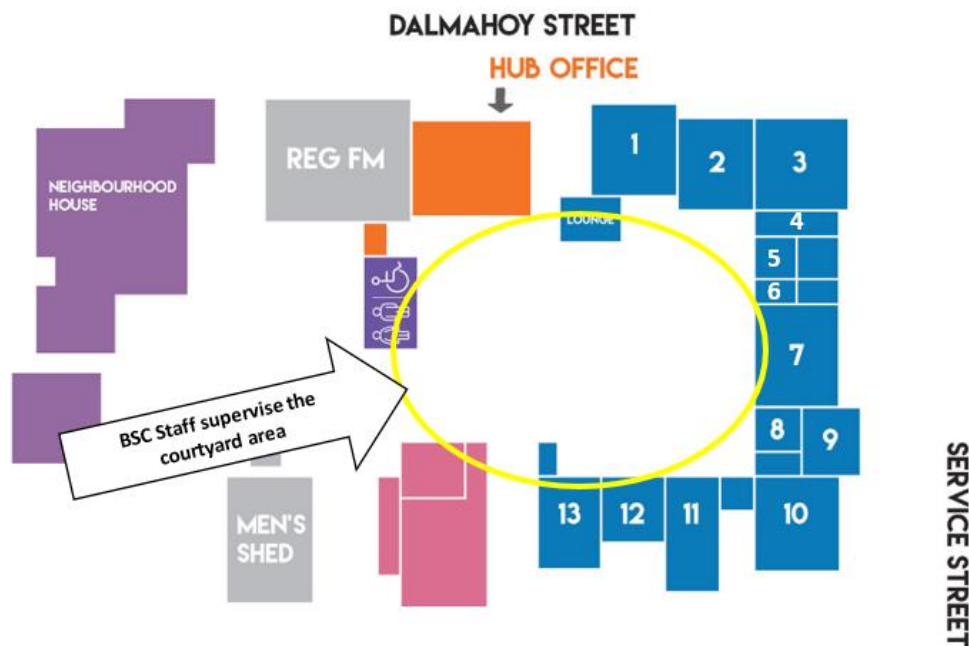 DALMAHOY STREET
HUB OFFICE
REG FM
1
2
3
NEIGHBOURHOOD
HOUSE
LOUNGE
4
5
6
7
BSC Staff supervise the
courtyard area
8
9
MEN'S
SHED
13
12
11
10
SERVICE STREET